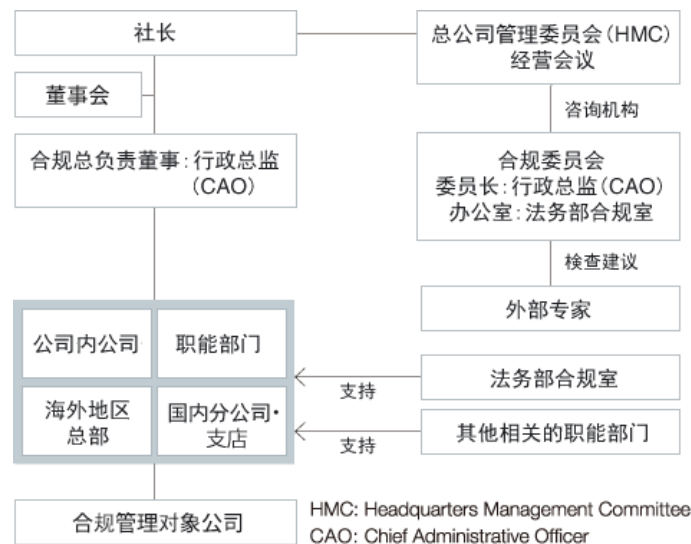 社长
总公司管理委员会(HMC)
经营会议
董事会
咨询机构
合规总负责董事:行政总监
(CAO)
合规委员会
委员长:行政总监(CAO)
办公室:法务部合规室
检查建议
外部专家
公司内公司
职能部门
海外地区
总部
国内分公司・
支店
支持
法务部合规室
支持
其他相关的职能部门
合规管理对象公司
HMC: Headquarters Management Committee
CAO: Chief Administrative Officer